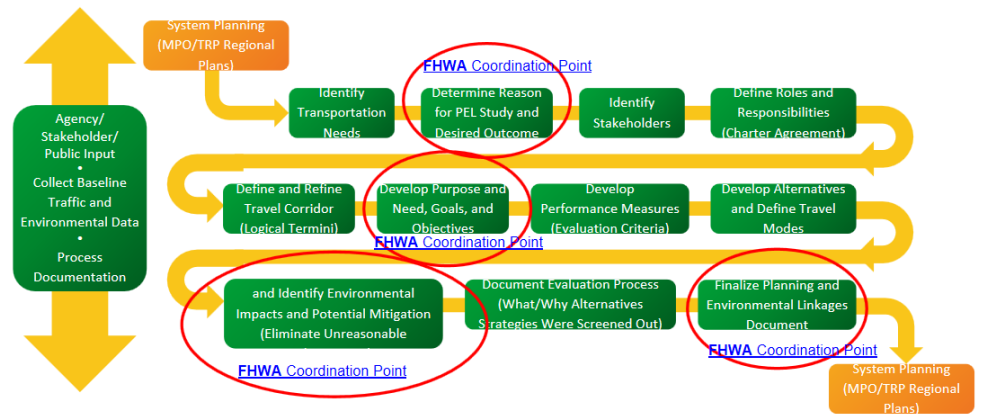 System Planning
(MPO/TRP Regional
Plans)
FHWA Coordination Point
Identify
Transportation
Needs
Determine Reason
for PEL Study and
Desired Outcome
Identify
Stakeholders
Define Roles and
Responsibilities
(Charter Agreement)
Agency/
Stakeholder/
Public Input
•
Collect Baseline
Traffic and
Environmental Data
•
Process
Documentation
Define and Refine
Travel Corridor
(Logical Termini)
Develop Purpose and
Need, Goals, and
Objectives
FHWA Coordination Point
Develop
Performance Measures
(Evaluation Criteria)
Develop Alternatives
and Define Travel
Modes
and Identify Environmental
Impacts and Potential Mitigation
(Eliminate Unreasonable
FHWA Coordination Point
Document Evaluation Process
(What/Why Alternatives
Strategies Were Screened Out)
Finalize Planning and
Environmental Linkages
Document
FHWA Coordination Point
System Planning
(MPO/TRP Regional
Plans)